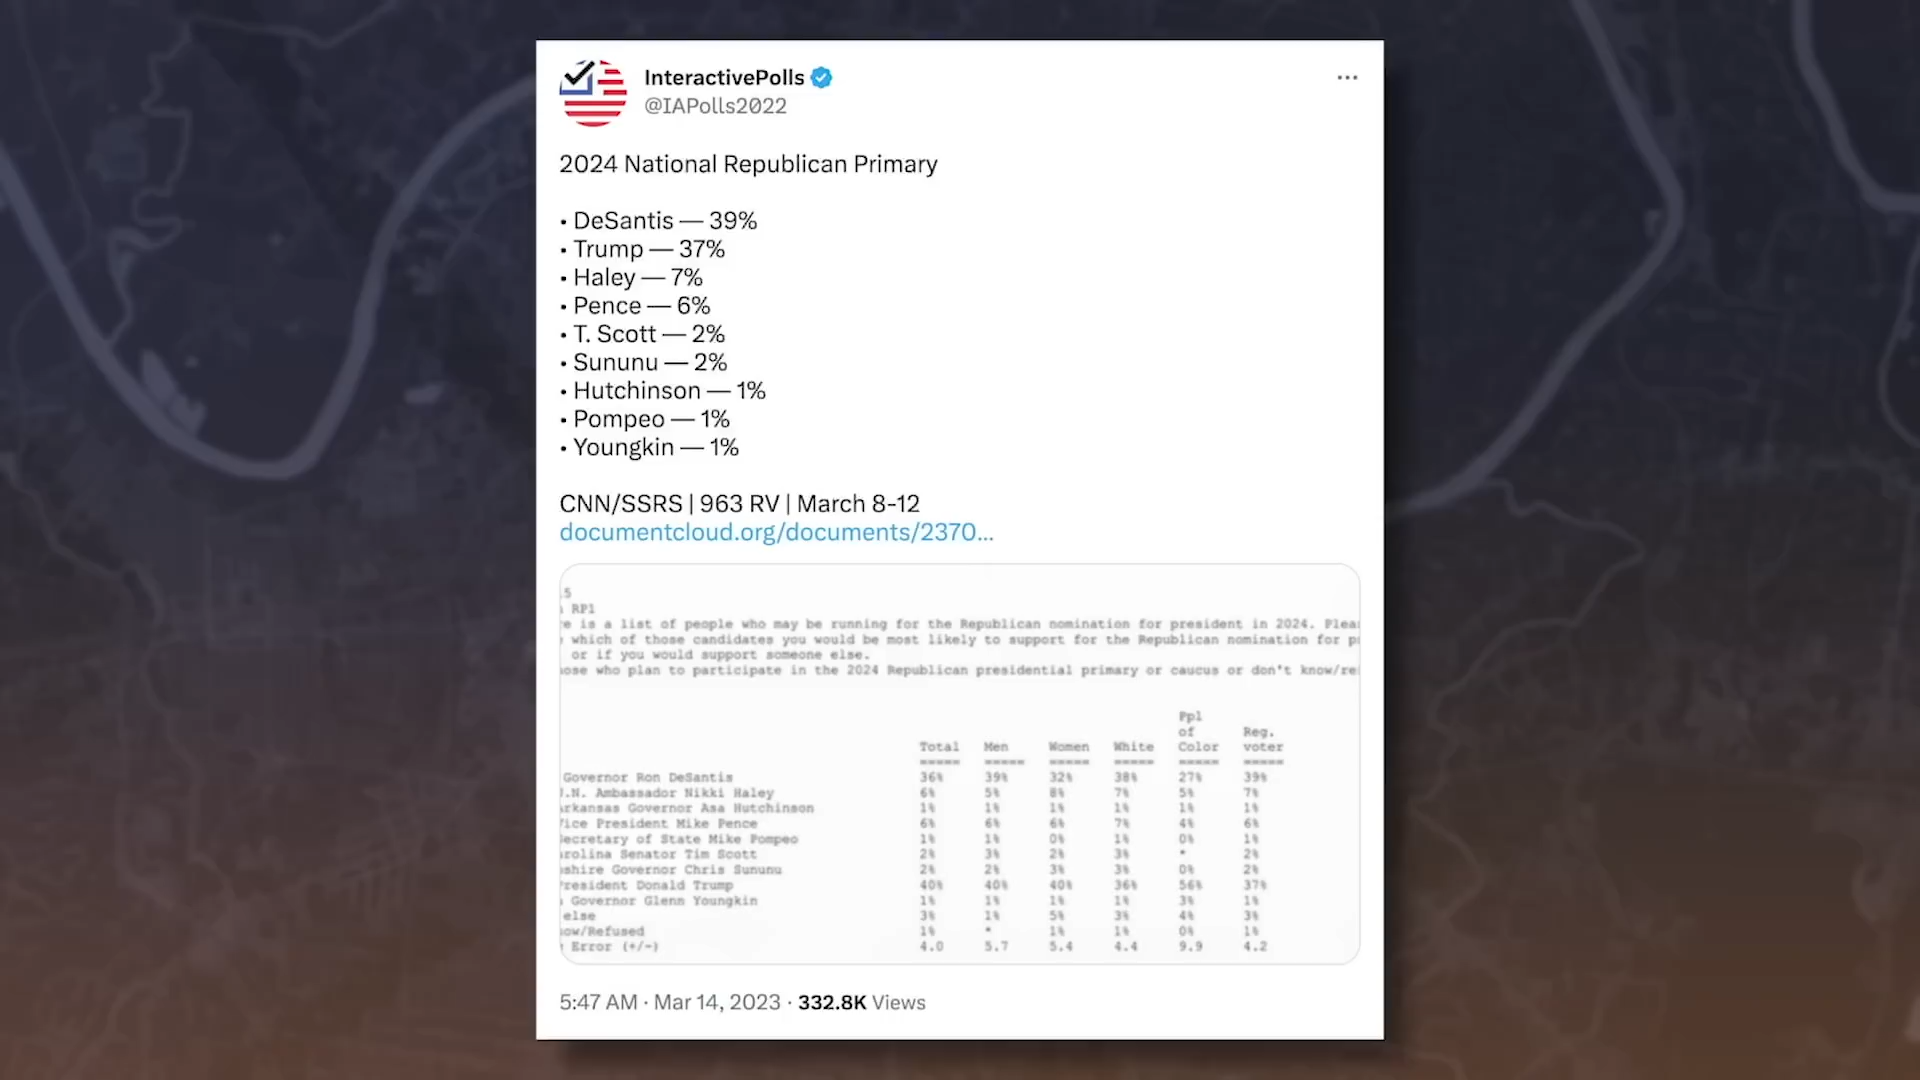 InteractivePolls
@IAPolls2022
2024 National Republican Primary
• DeSantis — 39%
• Trump — 37%
• Haley — 7%
• Pence — 6%
• T. Scott — 2%
• Sununu — 2%
• Hutchinson — 1%
• Pompeo — 1%
• Youngkin — 1%
CNN/SSRS | 963 RV | March 8-12
documentcloud.org/documents/2370...
.5
RP1
e is a list of people who may be running for the Republican nomination for president in 2024. Plea
which of those candidates you would be most likely to support for the Republican nomination for p
or if you would support someone else.
ose who plan to participate in the 2024 Republican presidential primary or caucus or don't know/re
Ppl
of Reg.
Total Men Women White Color voter
===== ===== ===== ===== ===== =====
Governor Ron DeSantis 36% 39% 32% 38% 27% 39%
.N. Ambassador Nikki Haley 6% 5% 8% 7% 5% 7%
rkansas Governor Asa Hutchinson 1% 1% 1% 1% 1% 1%
ice President Mike Pence 6% 6% 6% 7% 4% 6%
ecretary of State Mike Pompeo 1% 1% 0% 1% 0% 1%
rolina Senator Tim Scott 2% 3% 2% 3% * 2%
shire Governor Chris Sununu 2% 2% 3% 3% 0% 2%
resident Donald Trump 40% 40% 40% 36% 56% 37%
Governor Glenn Youngkin 1% 1% 1% 1% 3% 1%
else 3% 1% 5% 3% 4% 3%
ow/Refused 1% * 1% 1% 0% 1%
Error (+/-) 4.0 5.7 5.4 4.4 9.9 4.2
5:47 AM · Mar 14, 2023 · 332.8K Views